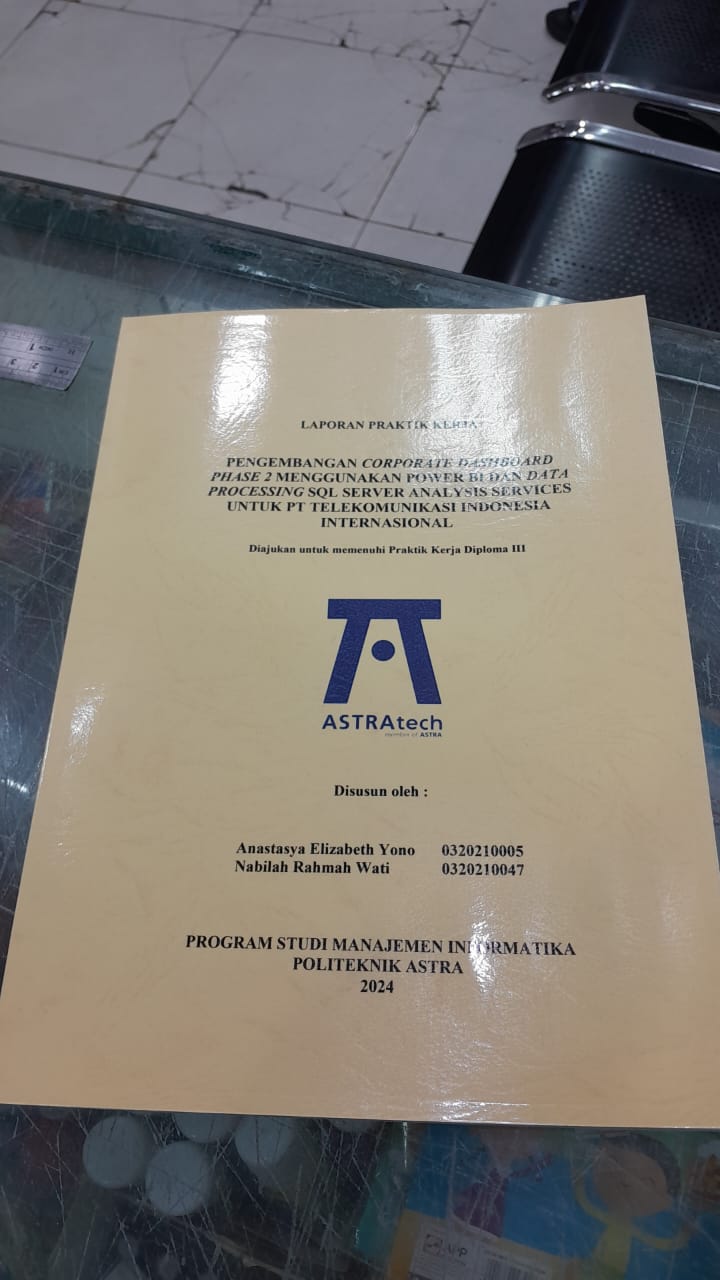 LAPORAN PRAKTIK KERJA
PENGEMBANGAN CORPORATE DASHBOARD
PHASE 2 MENGGUNAKAN POWER BI DAN DATA
PROCESSING SQL SERVER ANALYSIS SERVICES
UNTUK PT TELEKOMUNIKASI INDONESIA
INTERNASIONAL
Diajukan untuk memenuhi Praktik Kerja Diploma III
ASTRAtech
member of ASTRA
Disusun oleh :
Anastasya Elizabeth Yono 0320210005
Nabilah Rahmah Wati 0320210047
PROGRAM STUDI MANAJEMEN INFORMATIKA
POLITEKNIK ASTRA
2024